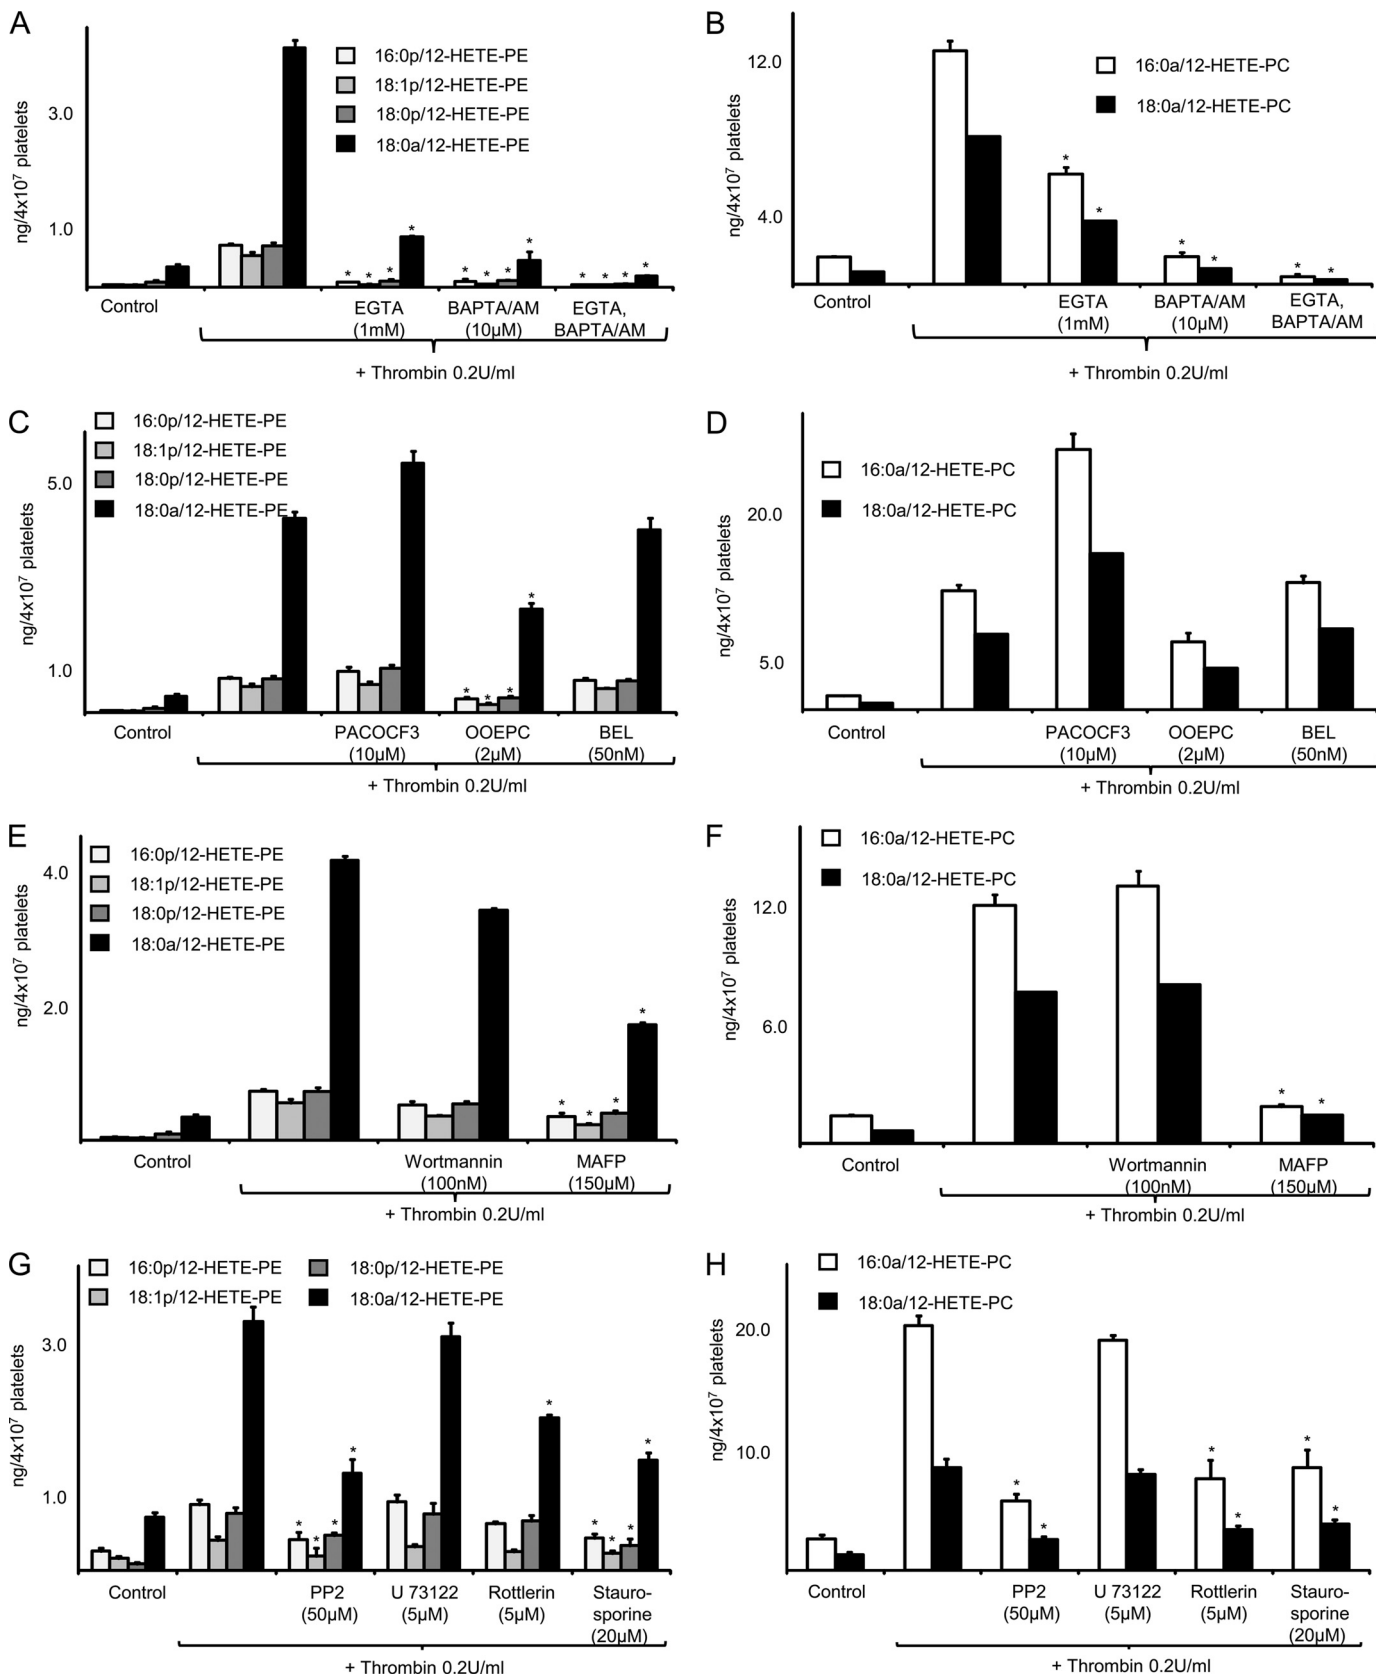 A
ng/4x10⁷ platelets
3.0
1.0
16:0p/12-HETE-PE
18:1p/12-HETE-PE
18:0p/12-HETE-PE
18:0a/12-HETE-PE
* * * *
* * * *
* * * *
Control
EGTA
(1mM)
BAPTA/AM
(10µM)
EGTA,
BAPTA/AM
+ Thrombin 0.2U/ml
B
ng/4x10⁷ platelets
12.0
4.0
16:0a/12-HETE-PC
18:0a/12-HETE-PC
* *
* *
* *
Control
EGTA
(1mM)
BAPTA/AM
(10µM)
EGTA,
BAPTA/AM
+ Thrombin 0.2U/ml
C
ng/4x10⁷ platelets
5.0
1.0
16:0p/12-HETE-PE
18:1p/12-HETE-PE
18:0p/12-HETE-PE
18:0a/12-HETE-PE
* * * *
Control
PACOCF3
(10µM)
OOEPC
(2µM)
BEL
(50nM)
+ Thrombin 0.2U/ml
D
ng/4x10⁷ platelets
20.0
5.0
16:0a/12-HETE-PC
18:0a/12-HETE-PC
Control
PACOCF3
(10µM)
OOEPC
(2µM)
BEL
(50nM)
+ Thrombin 0.2U/ml
E
ng/4x10⁷ platelets
4.0
2.0
16:0p/12-HETE-PE
18:1p/12-HETE-PE
18:0p/12-HETE-PE
18:0a/12-HETE-PE
* * * *
Control
Wortmannin
(100nM)
MAFP
(150µM)
+ Thrombin 0.2U/ml
F
ng/4x10⁷ platelets
12.0
6.0
16:0a/12-HETE-PC
18:0a/12-HETE-PC
* *
Control
Wortmannin
(100nM)
MAFP
(150µM)
+ Thrombin 0.2U/ml
G
ng/4x10⁷ platelets
3.0
1.0
16:0p/12-HETE-PE
18:1p/12-HETE-PE
18:0p/12-HETE-PE
18:0a/12-HETE-PE
* * * *
*
* * * *
Control
PP2
(50µM)
U 73122
(5µM)
Rottlerin
(5µM)
Stauro-
sporine
(20µM)
+ Thrombin 0.2U/ml
H
ng/4x10⁷ platelets
20.0
10.0
16:0a/12-HETE-PC
18:0a/12-HETE-PC
* *
* *
* *
Control
PP2
(50µM)
U 73122
(5µM)
Rottlerin
(5µM)
Stauro-
sporine
(20µM)
+ Thrombin 0.2U/ml